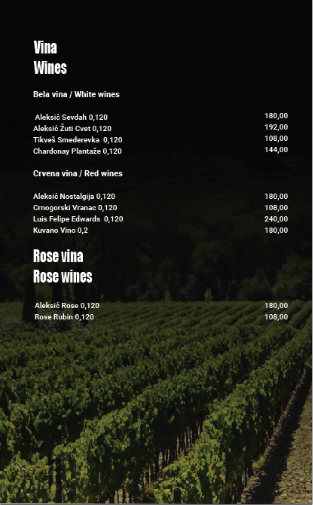 Vina
Wines
Bela vina / White wines
Aleksić Sevdah 0,120 180,00
Aleksić Žuti Cvet 0,120 192,00
Tikveš Smederevka 0,120 108,00
Chardonay Plantaže 0,120 144,00
Crvena vina / Red wines
Aleksić Nostalgija 0,120 180,00
Crnogorski Vranac 0,120 108,00
Luis Felipe Edwards 0,120 240,00
Kuvano Vino 0,2 180,00
Rose vina
Rose wines
Aleksić Rose 0,120 180,00
Rose Rubin 0,120 108,00